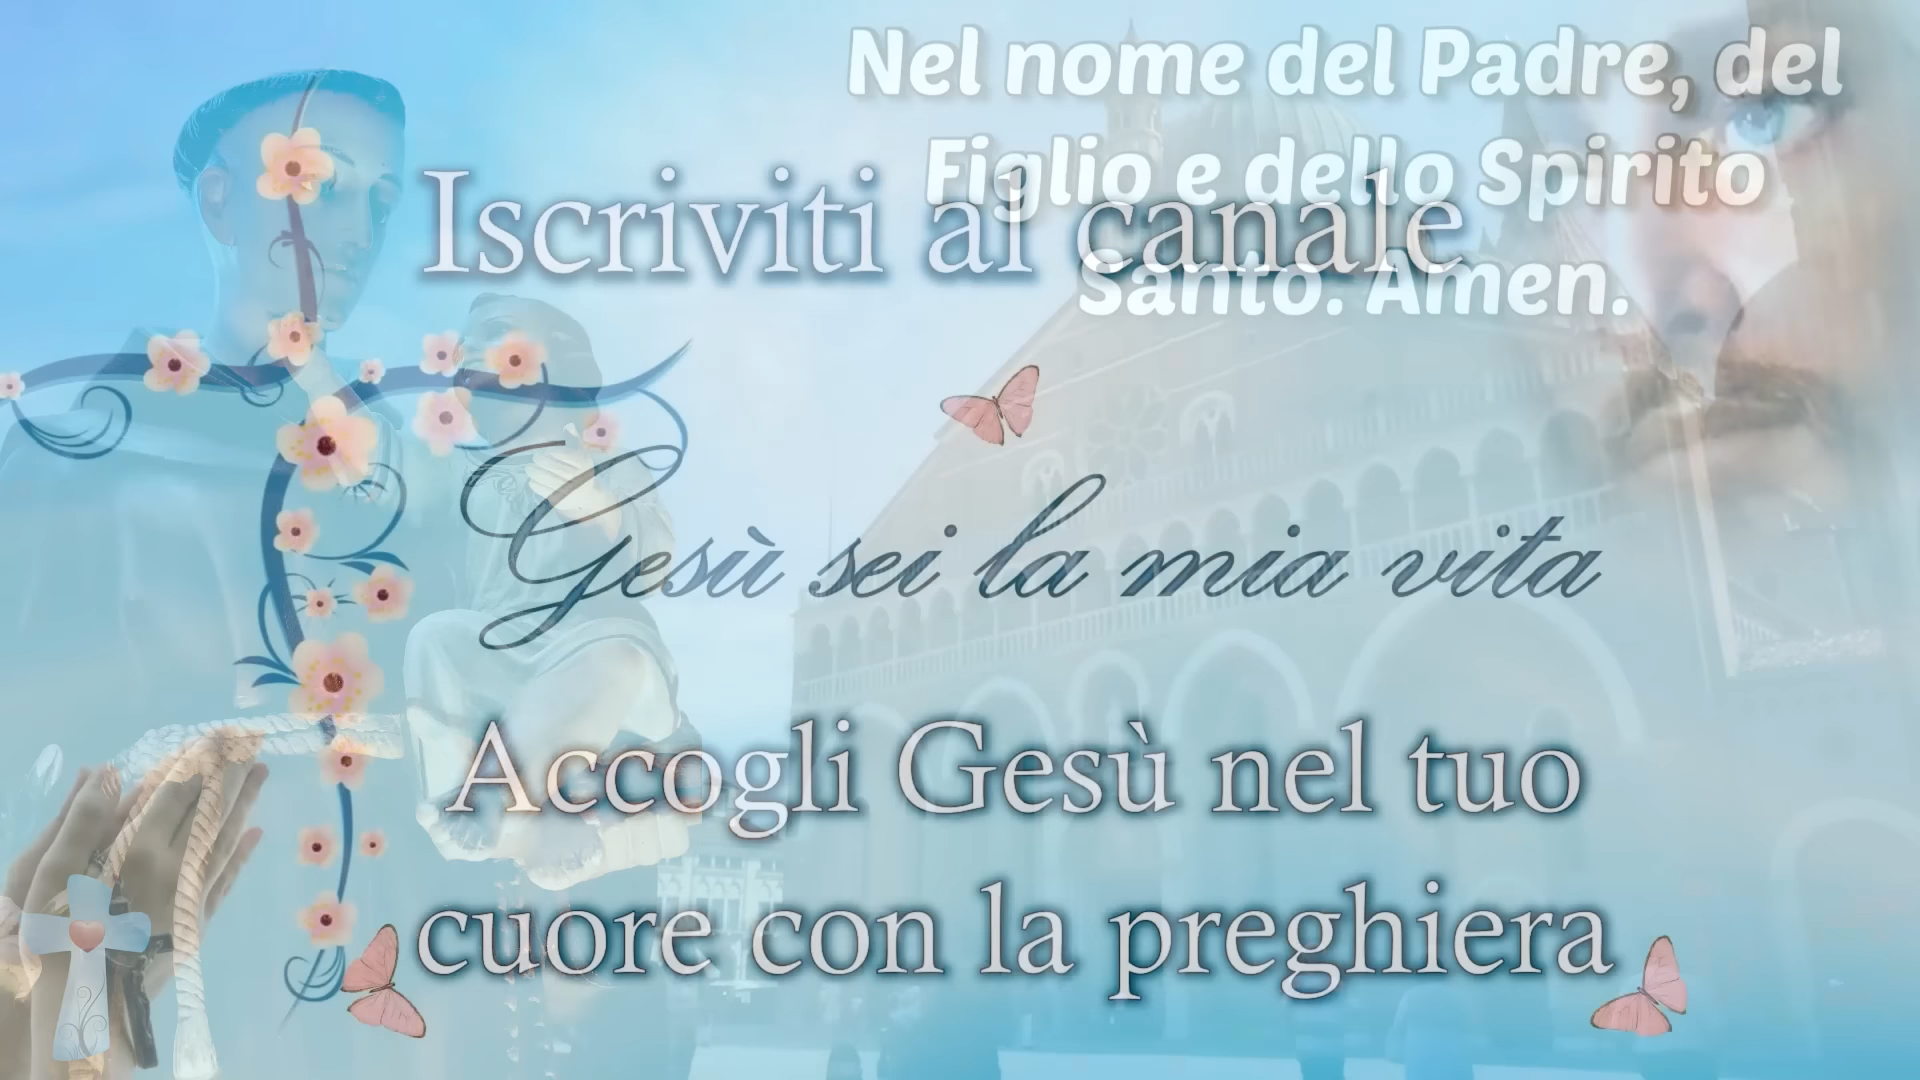 Nel nome del Padre, del
Figlio e dello Spirito
Santo. Amen.
Iscriviti al canale
Gesù sei la mia vita
Accogli Gesù nel tuo
cuore con la preghiera